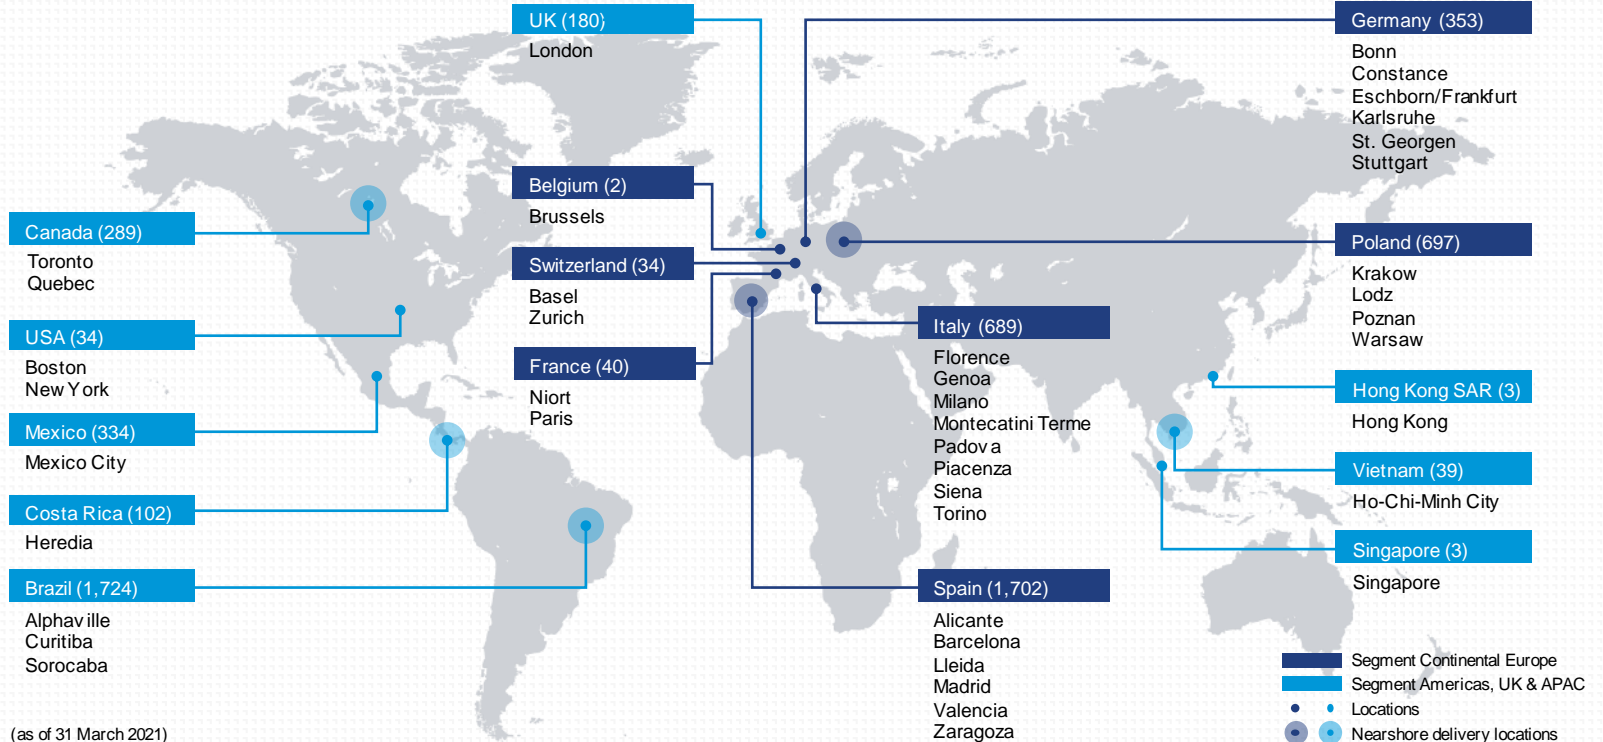 UK (180)
London
Germany (353)
Bonn
Constance
Eschborn/Frankfurt
Karlsruhe
St. Georgen
Stuttgart
Belgium (2)
Brussels
Canada (289)
Toronto
Quebec
Switzerland (34)
Basel
Zurich
Poland (697)
Krakow
Lodz
Poznan
Warsaw
USA (34)
Boston
New York
France (40)
Niort
Paris
Italy (689)
Florence
Genoa
Milano
Montecatini Terme
Padova
Piacenza
Siena
Torino
Hong Kong SAR (3)
Hong Kong
Mexico (334)
Mexico City
Vietnam (39)
Ho-Chi-Minh City
Costa Rica (102)
Heredia
Singapore (3)
Singapore
Brazil (1,724)
Alphaville
Curitiba
Sorocaba
Spain (1,702)
Alicante
Barcelona
Lleida
Madrid
Valencia
Zaragoza
Segment Continental Europe
Segment Americas, UK & APAC
Locations
Nearshore delivery locations
(as of 31 March 2021)